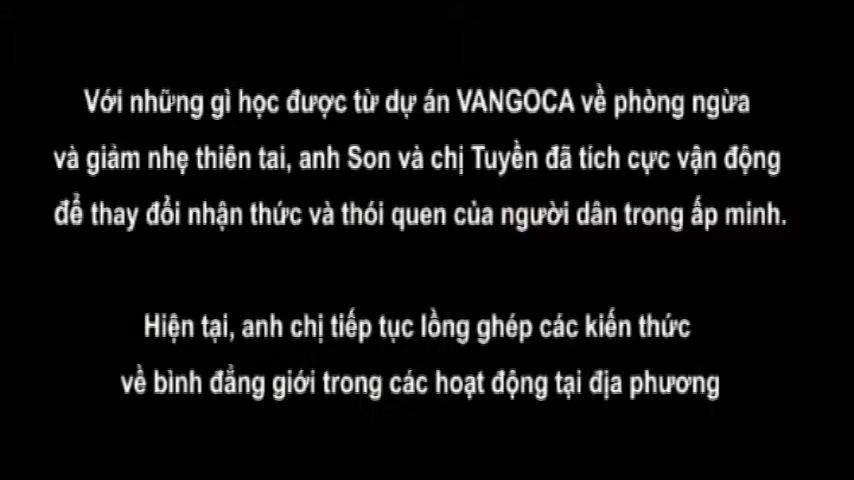 Với những gì học được từ dự án VANGOCA về phòng ngừa
và giảm nhẹ thiên tai, anh Son và chị Tuyền đã tích cực vận động
để thay đổi nhận thức và thói quen của người dân trong ấp minh.
Hiện tại, anh chị tiếp tục lồng ghép các kiến thức
về bình đẳng giới trong các hoạt động tại địa phương